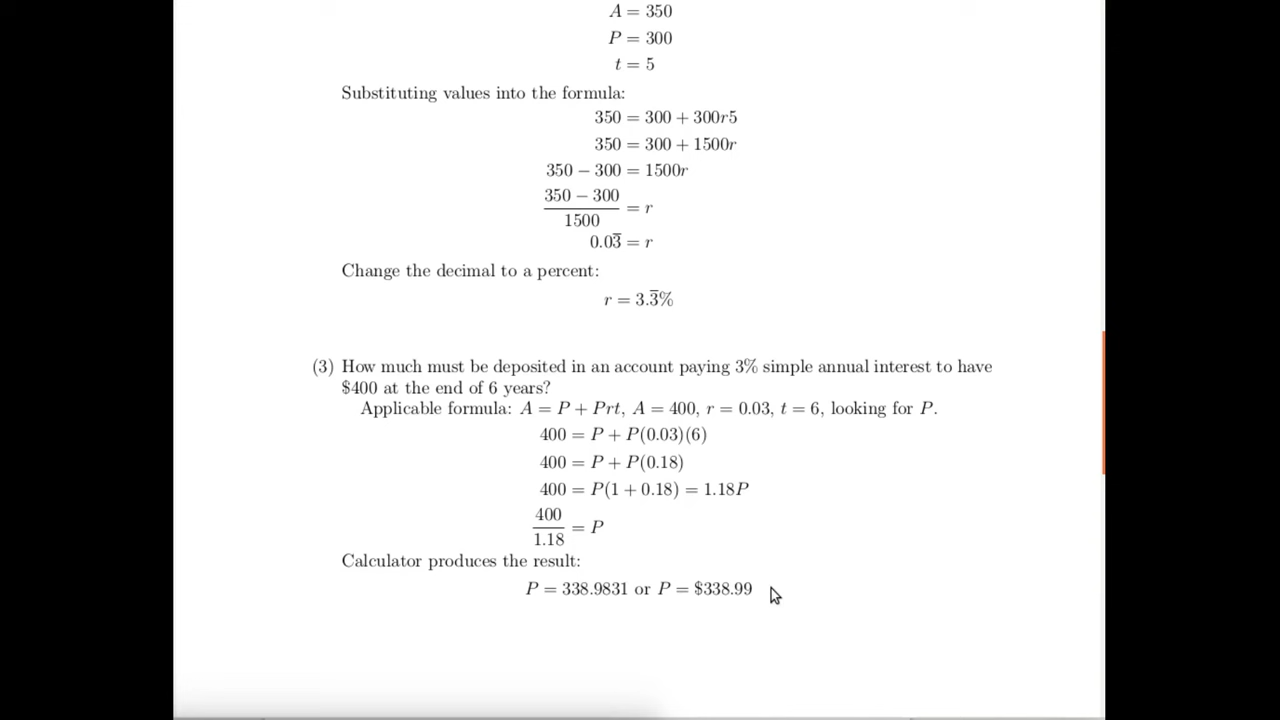 A = 350
P = 300
t = 5
Substituting values into the formula:
350 = 300 + 300r5
350 = 300 + 1500r
350 − 300 = 1500r
350 − 300
= r
1500
0.03̅ = r
Change the decimal to a percent:
r = 3.3̅%
(3) How much must be deposited in an account paying 3% simple annual interest to have
$400 at the end of 6 years?
Applicable formula: A = P + Prt, A = 400, r = 0.03, t = 6, looking for P.
400 = P + P(0.03)(6)
400 = P + P(0.18)
400 = P(1 + 0.18) = 1.18P
400
= P
1.18
Calculator produces the result:
P = 338.9831 or P = $338.99